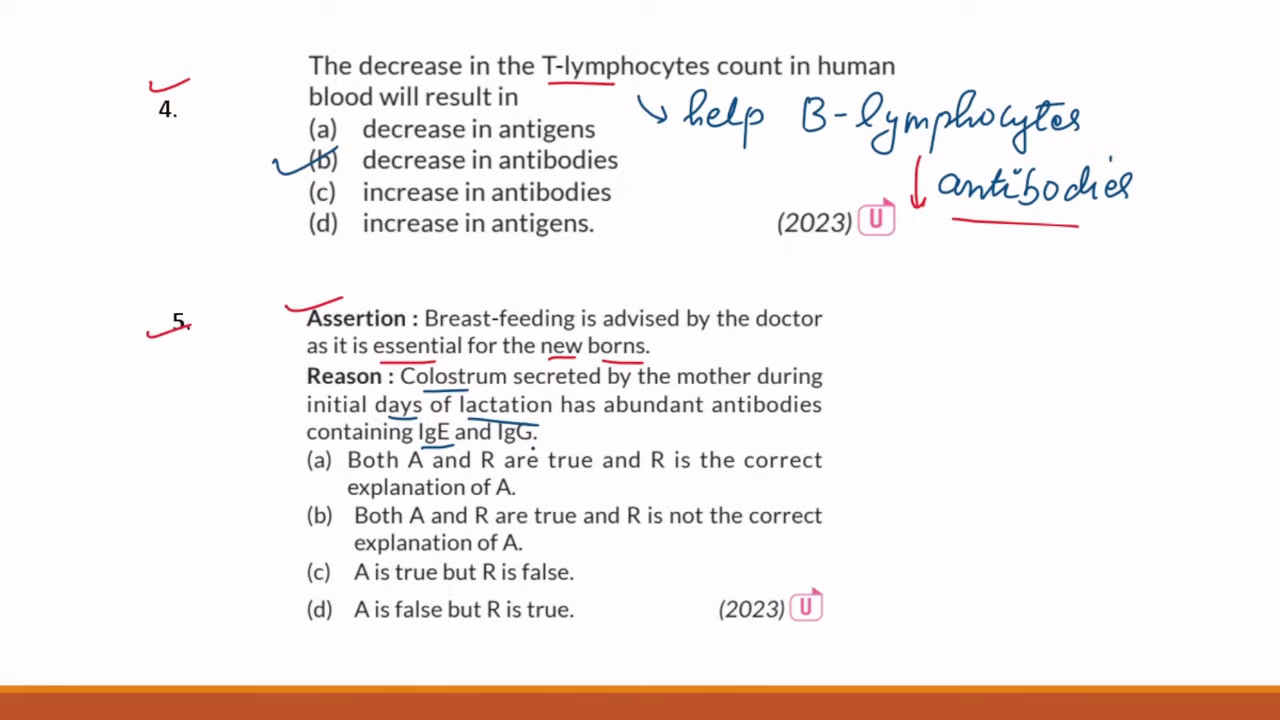 4.
The decrease in the T-lymphocytes count in human
blood will result in
(a) decrease in antigens
(b) decrease in antibodies
(c) increase in antibodies
(d) increase in antigens.
(2023) U
help B-lymphocytes
antibodies
5.
Assertion : Breast-feeding is advised by the doctor
as it is essential for the new borns.
Reason : Colostrum secreted by the mother during
initial days of lactation has abundant antibodies
containing IgE and IgG.
(a) Both A and R are true and R is the correct
explanation of A.
(b) Both A and R are true and R is not the correct
explanation of A.
(c) A is true but R is false.
(d) A is false but R is true.
(2023) U